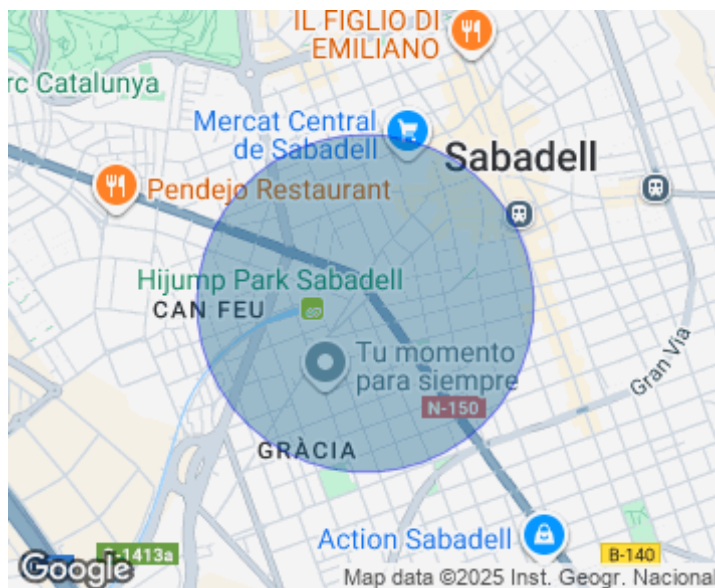 IL FIGLIO DI
EMILIANO
rc Catalunya
Mercat Central
de Sabadell
Sabadell
Pendejo Restaurant
Hijump Park Sabadell
CAN FEU
Tu momento
para siempre
Gran Via
N-150
GRÀCIA
Action Sabadell
B-140
-1413a
Google
Map data ©2025 Inst. Geogr. Nacional